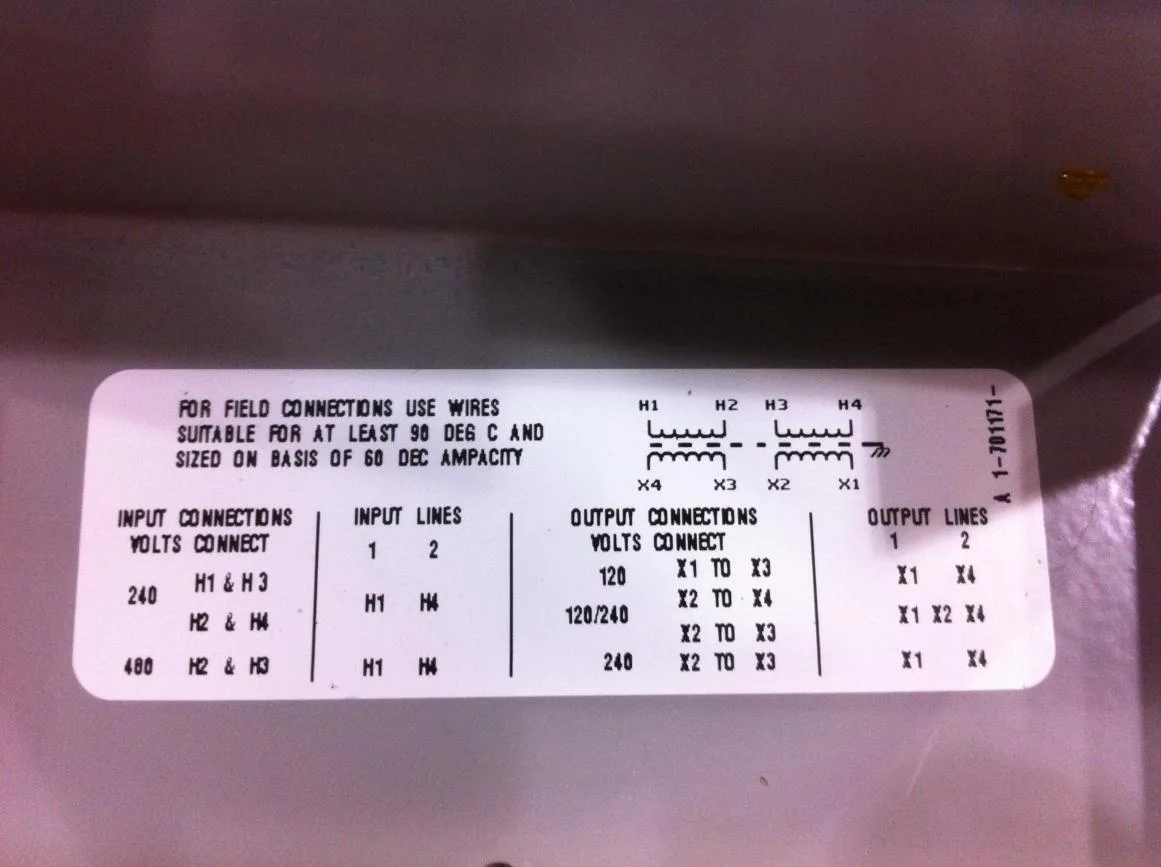 FOR FIELD CONNECTIONS USE WIRES
SUITABLE FOR AT LEAST 90 DEG C AND
SIZED ON BASIS OF 60 DEC AMPACITY
H1 H2 H3 H4
X4 X3 X2 X1
A 1-701171-
INPUT CONNECTIONS INPUT LINES OUTPUT CONNECTIONS OUTPUT LINES
VOLTS CONNECT 1 2 VOLTS CONNECT 1 2
240 H1 & H3 H1 H4 120 X1 TO X3 X1 X4
X2 TO X4
H2 & H4 120/240 X2 TO X3 X1 X2 X4
480 H2 & H3 H1 H4 240 X2 TO X3 X1 X4